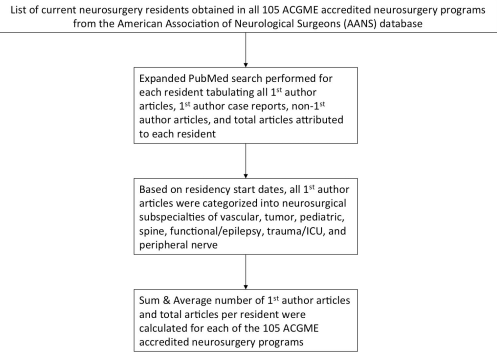 List of current neurosurgery residents obtained in all 105 ACGME accredited neurosurgery programs
from the American Association of Neurological Surgeons (AANS) database
Expanded PubMed search performed for
each resident tabulating all 1st author
articles, 1st author case reports, non-1st
author articles, and total articles attributed
to each resident
Based on residency start dates, all 1st author
articles were categorized into neurosurgical
subspecialties of vascular, tumor, pediatric,
spine, functional/epilepsy, trauma/ICU, and
peripheral nerve
Sum & Average number of 1st author articles
and total articles per resident were
calculated for each of the 105 ACGME
accredited neurosurgery programs